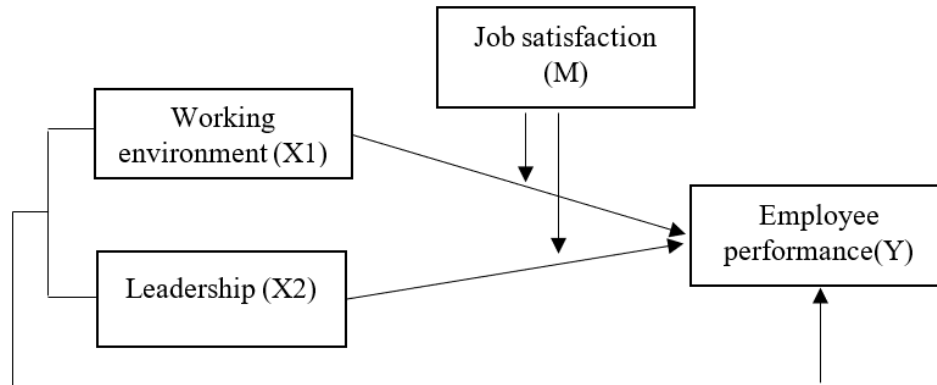 Job satisfaction
(M)
Working
environment (X1)
Employee
performance(Y)
Leadership (X2)